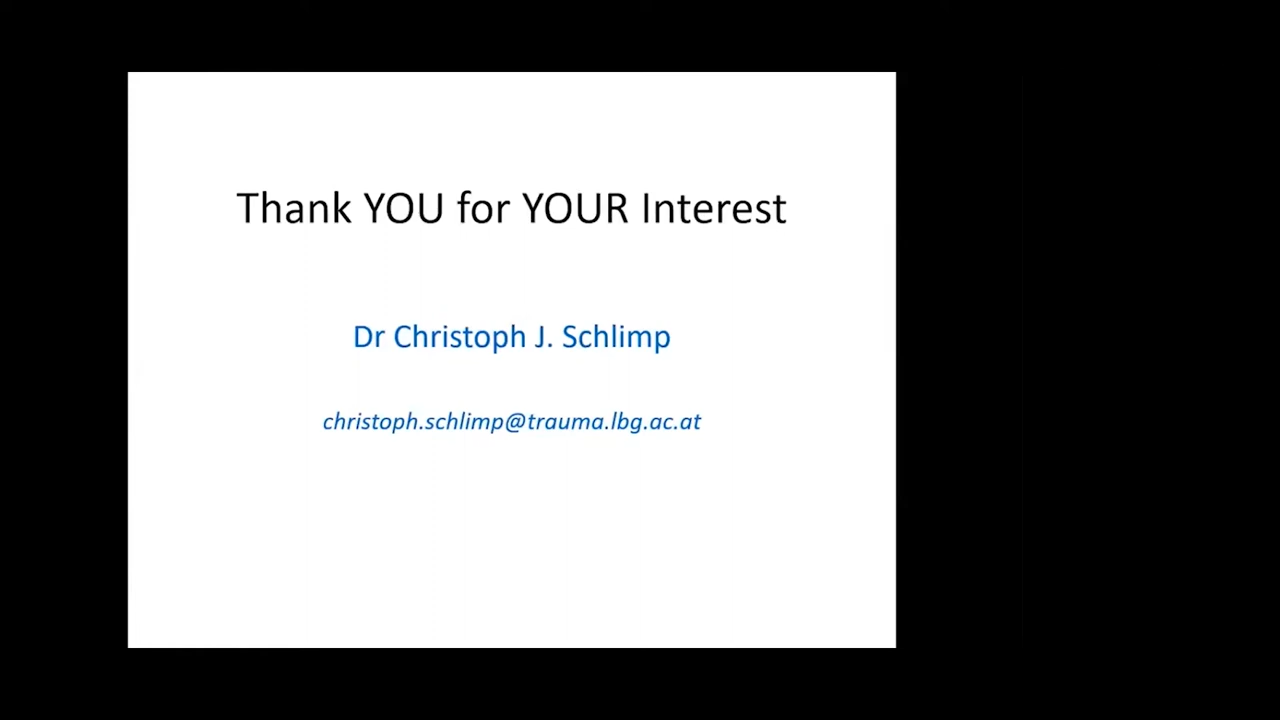 Thank YOU for YOUR Interest
Dr Christoph J. Schlimp
christoph.schlimp@trauma.lbg.ac.at